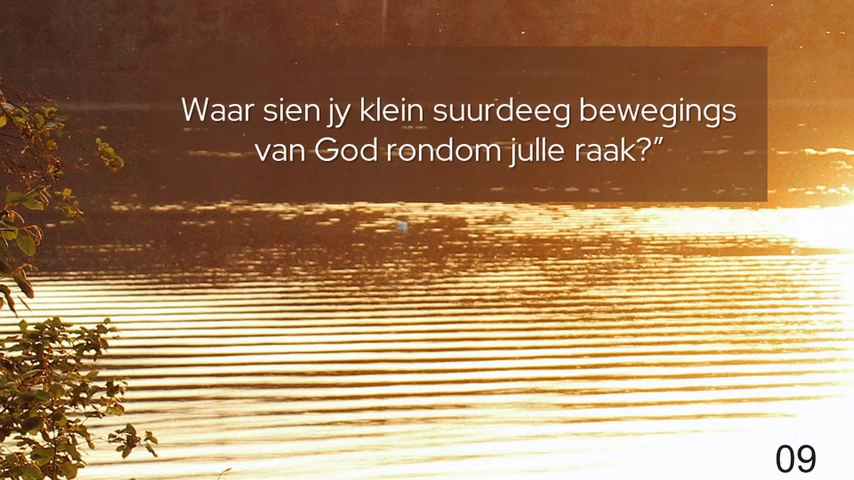 Waar sien jy klein suurdeeg bewegings
van God rondom julle raak?”
09